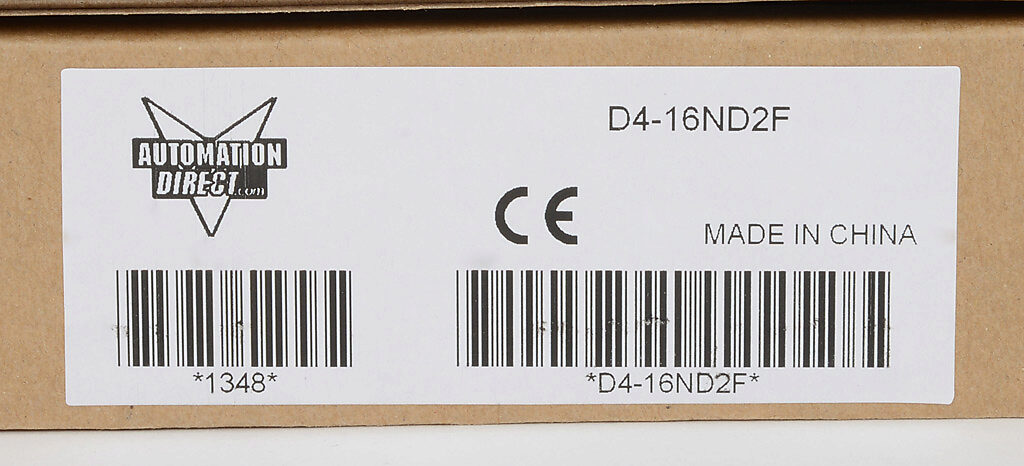 AUTOMATION
DIRECT.com
D4-16ND2F
CE
MADE IN CHINA
*1348*
*D4-16ND2F*